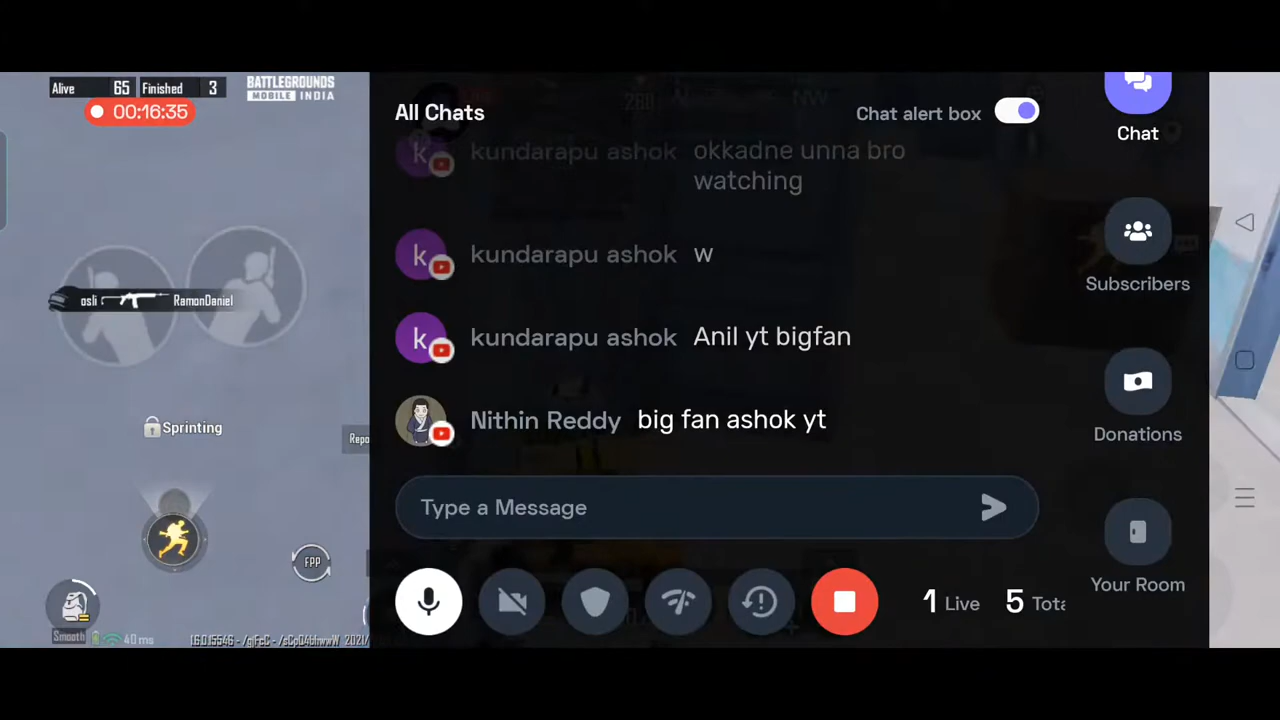 Alive 65 Finished 3
BATTLEGROUNDS
MOBILE INDIA
00:16:35
osli RamonDaniel
Sprinting
Repo
FPP
Smooth 40 ms
All Chats
Chat alert box
k kundarapu ashok okkadne unna bro
watching
k kundarapu ashok w
k kundarapu ashok Anil yt bigfan
Nithin Reddy big fan ashok yt
Type a Message
1 Live 5 Tota
Chat
Subscribers
Donations
Your Room